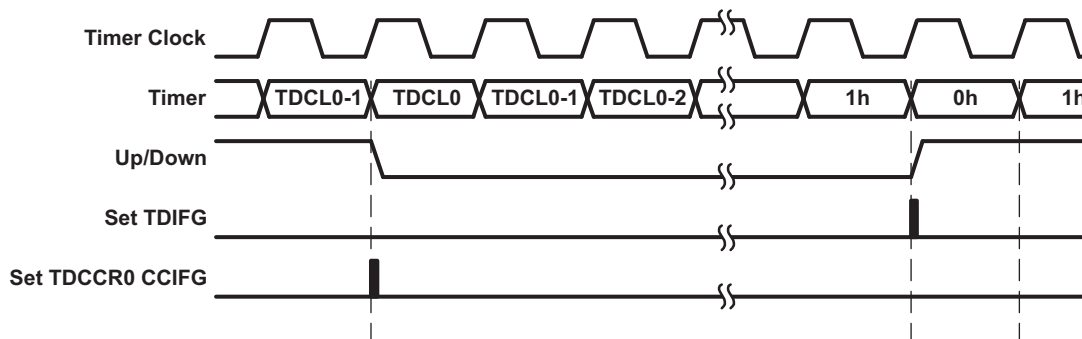 Timer Clock
Timer TDCL0-1 TDCL0 TDCL0-1 TDCL0-2 1h 0h 1h
Up/Down
Set TDIFG
Set TDCCR0 CCIFG